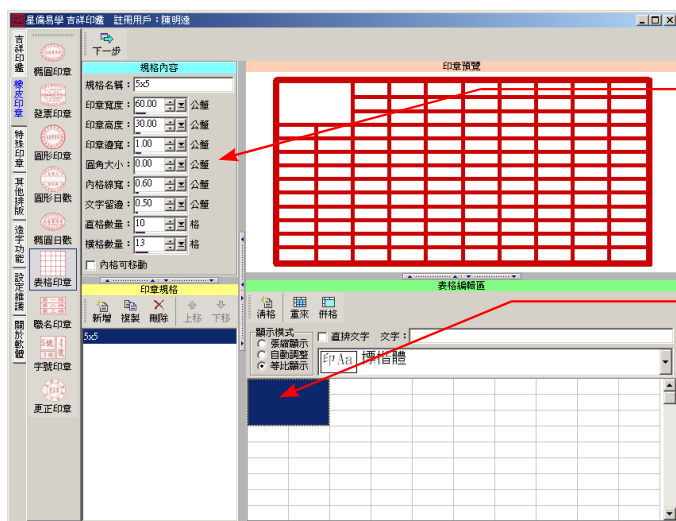 星僑易學 吉祥印鑑 註冊用戶：陳明遠
吉祥印鑑
橡皮印章
特殊印章
其他排版
造字功能
設定維護
關於軟體
橢圓印章
發票印章
圓形印章
圓形日戳
橢圓日戳
表格印章
聯名印章
字號印章
更正印章
下一步
規格內容
規格名稱：5x5
印章寬度：60.00 公釐
印章高度：30.00 公釐
印章邊寬：1.00 公釐
圓角大小：0.00 公釐
內格線寬：0.60 公釐
文字留邊：0.50 公釐
直格數量：10 格
橫格數量：13 格
內格可移動
印章規格
新增 複製 刪除 上移 下移
5x5
印章預覽
表格編輯區
清格 重來 併格
顯示模式
張縮顯示
自動調整
等比顯示
直排文字 文字：
印Aa 標楷體